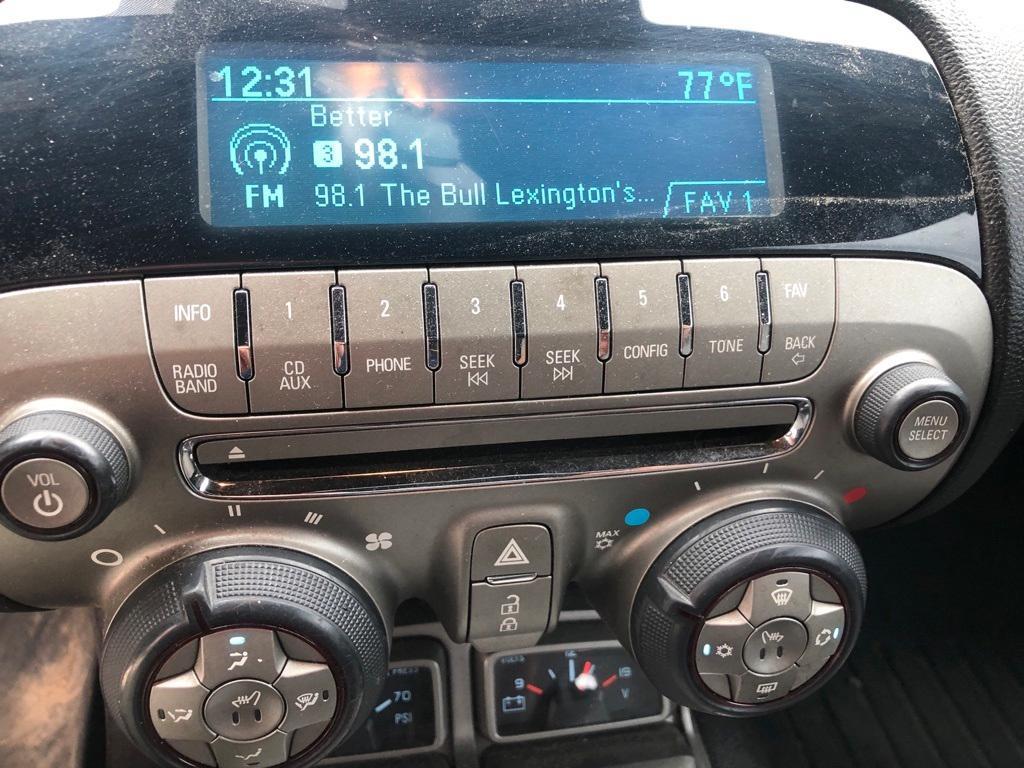 12:31 77°F
Better
3 98.1
FM 98.1 The Bull Lexington's... FAV 1
INFO 1 2 3 4 5 6 FAV
RADIO BAND CD AUX PHONE SEEK SEEK CONFIG TONE BACK
MENU
SELECT
VOL
MAX
70
PSI
VOLTS
9 19
V